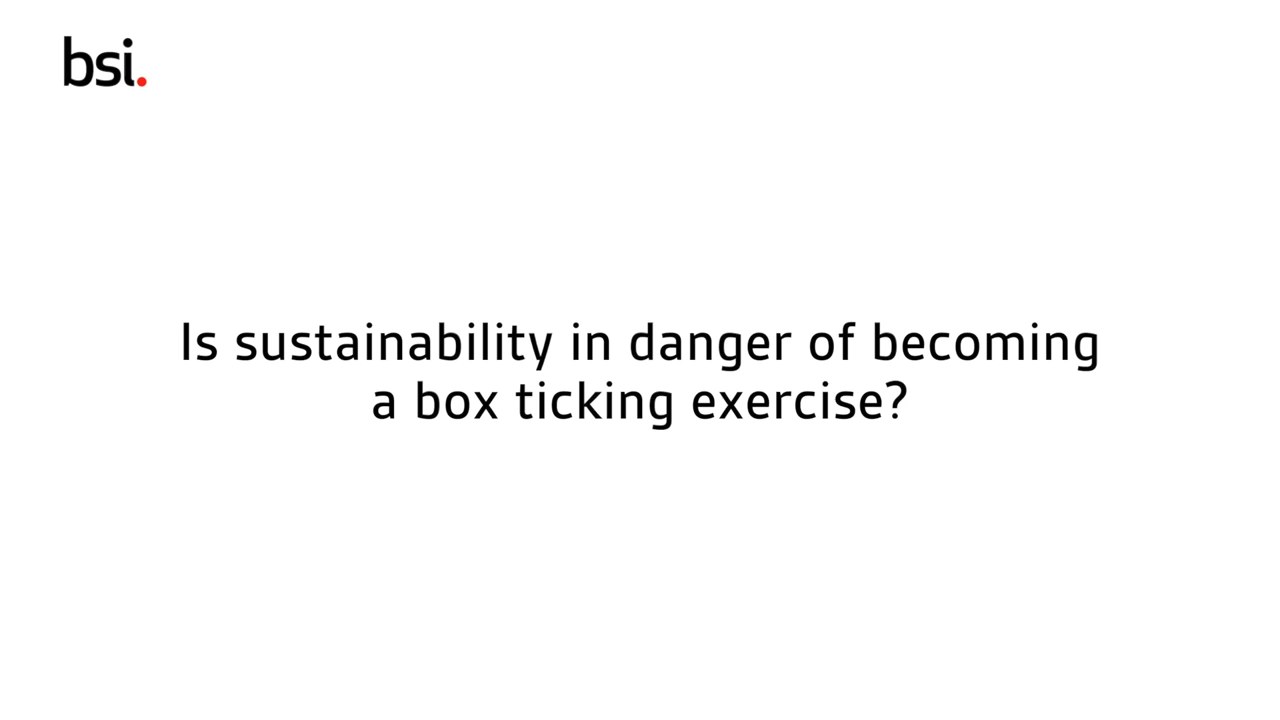 bsi.
Is sustainability in danger of becoming
a box ticking exercise?